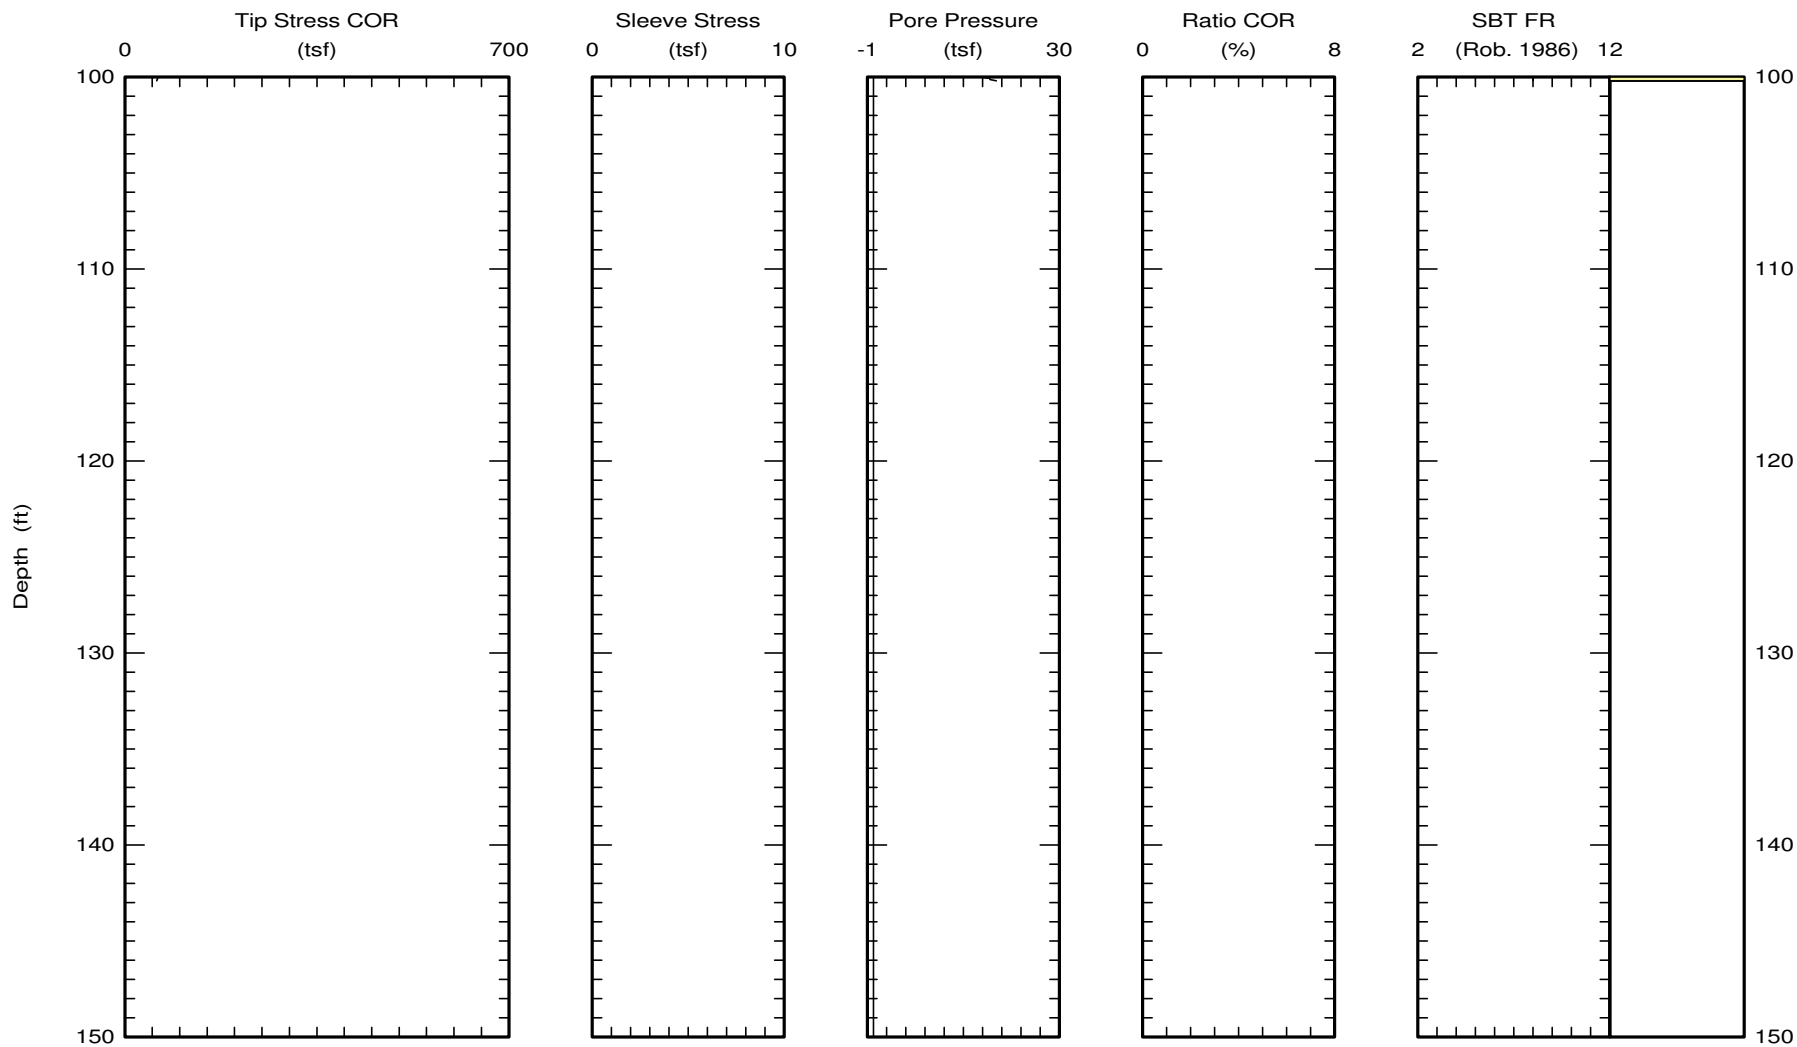 Tip Stress COR Sleeve Stress Pore Pressure Ratio COR SBT FR
0 (tsf) 700 0 (tsf) 10 -1 (tsf) 30 0 (%) 8 2 (Rob. 1986) 12
100 100
110 110
120 120
Depth (ft)
130 130
140 140
150 150